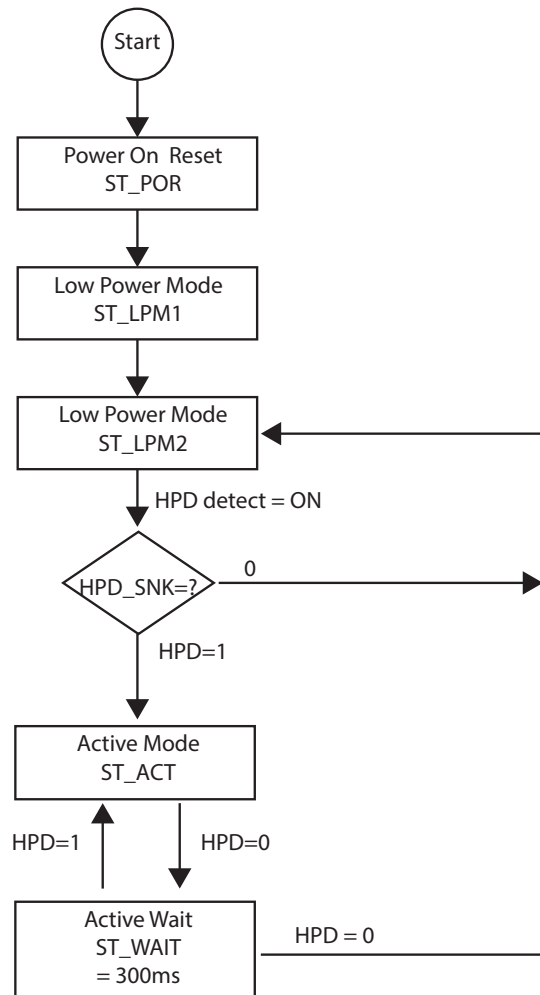 Start
Power On Reset
ST_POR
Low Power Mode
ST_LPM1
Low Power Mode
ST_LPM2
HPD detect = ON
HPD_SNK=?
0
HPD=1
Active Mode
ST_ACT
HPD=1
HPD=0
Active Wait
ST_WAIT
= 300ms
HPD = 0